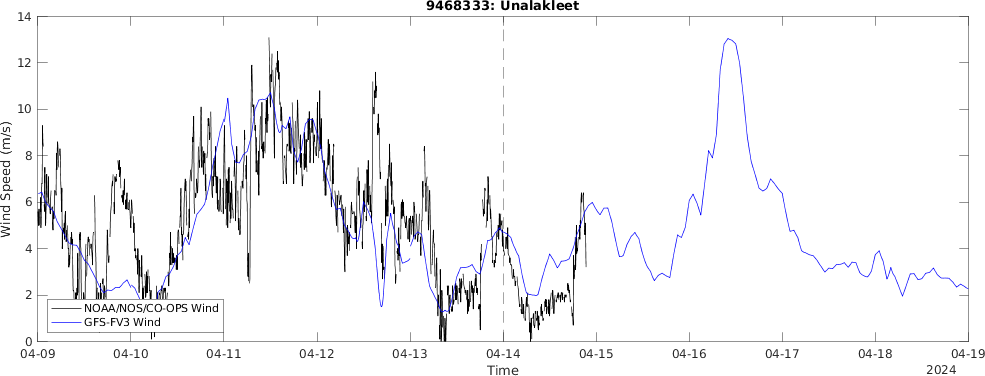 9468333: Unalakleet
14
12
10
8
6
4
2
0
Wind Speed (m/s)
NOAA/NOS/CO-OPS Wind
GFS-FV3 Wind
04-09 04-10 04-11 04-12 04-13 04-14 04-15 04-16 04-17 04-18 04-19
Time
2024